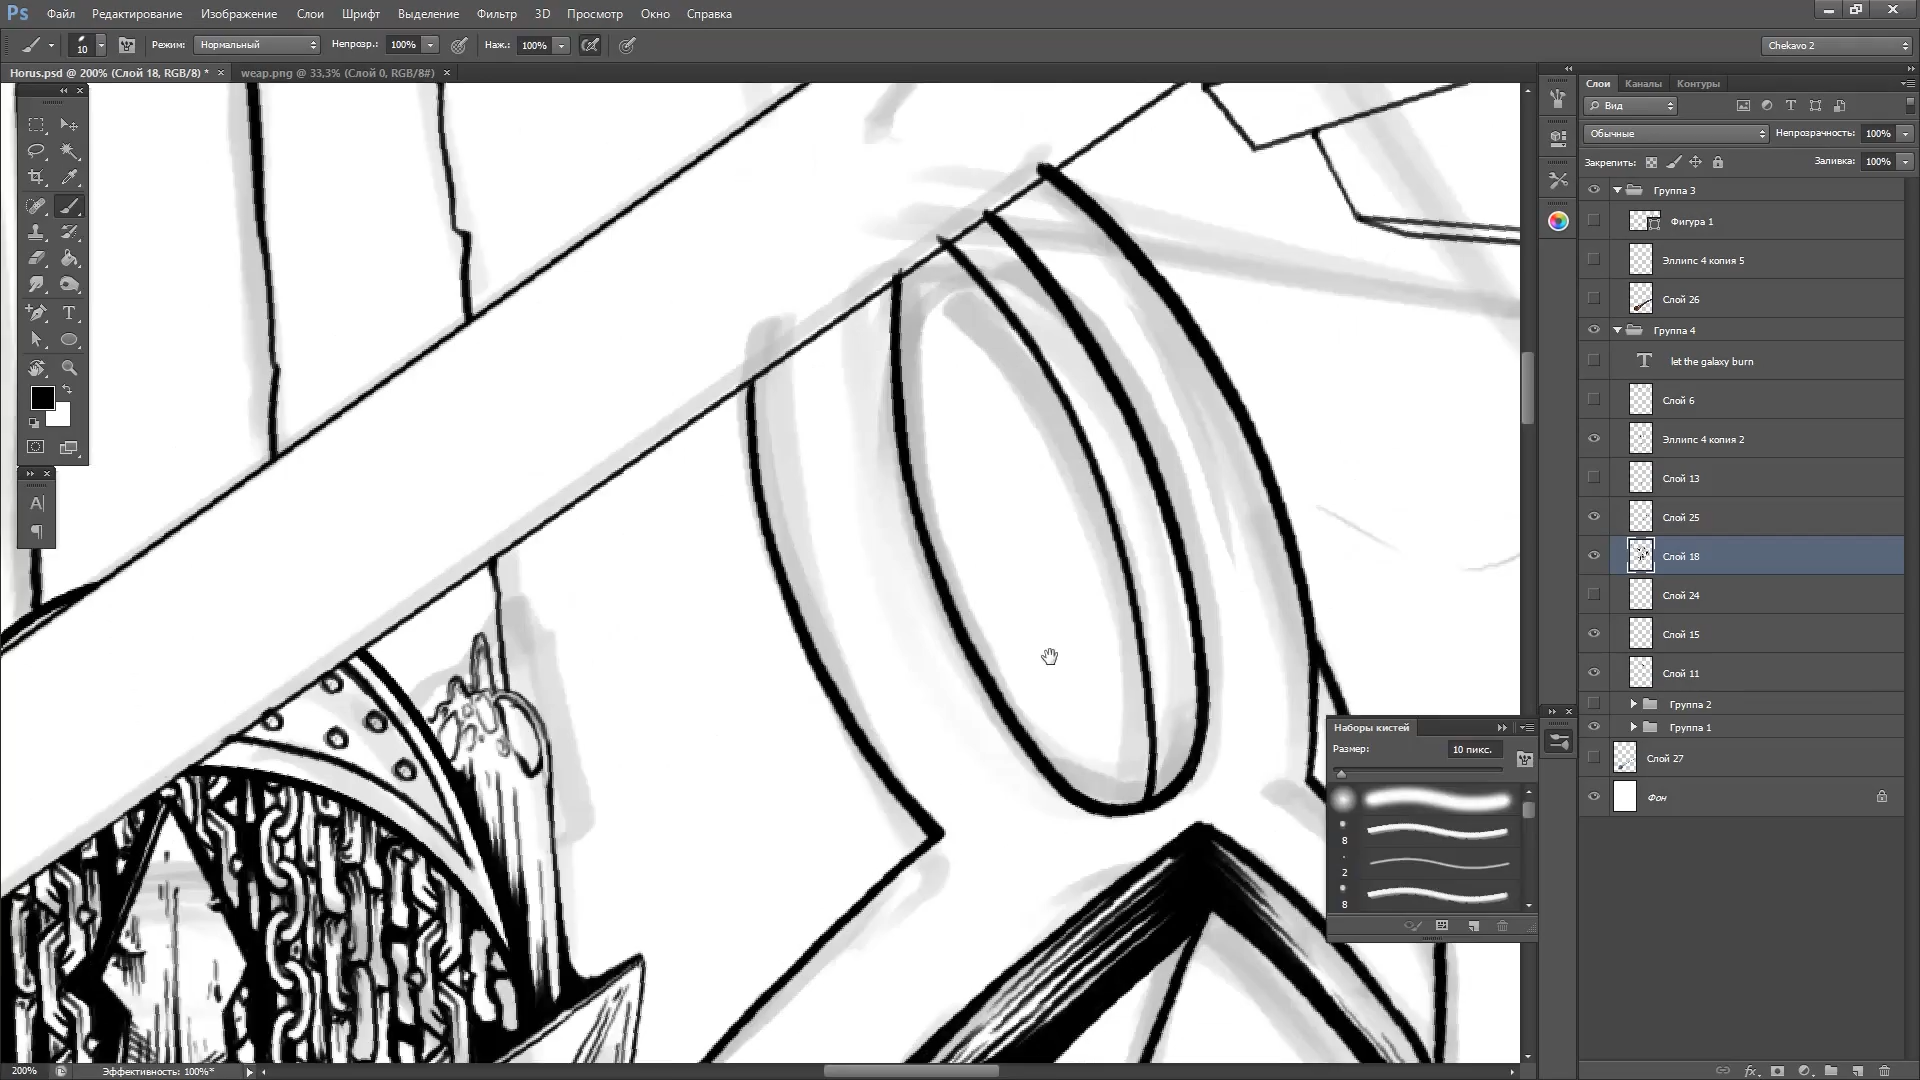 Ps Файл Редактирование Изображение Слои Шрифт Выделение Фильтр 3D Просмотр Окно Справка
10 Режим: Нормальный Непрозр.: 100% Наж.: 100% Chekavo 2
Horus.psd @ 200% (Слой 18, RGB/8) * × weap.png @ 33,3% (Слой 0, RGB/8#) ×
Слои Каналы Контуры
Вид
Обычные Непрозрачность: 100%
Закрепить: Заливка: 100%
Группа 3
Фигура 1
Эллипс 4 копия 5
Слой 26
Группа 4
let the galaxy burn
Слой 6
Эллипс 4 копия 2
Слой 13
Слой 25
Слой 18
Слой 24
Слой 15
Слой 11
Группа 2
Группа 1
Слой 27
Фон
Наборы кистей
Размер: 10 пикс.
8
2
8
200% Эффективность: 100%*